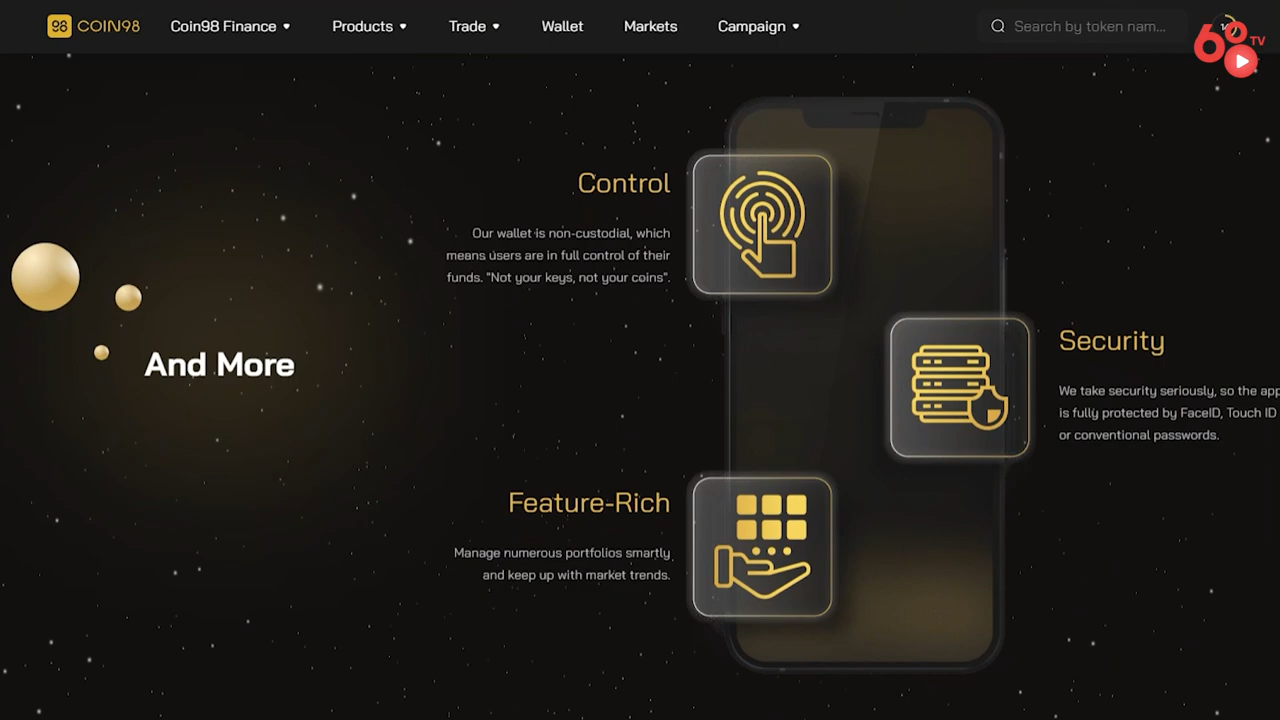 98 COIN98
Coin98 Finance
Products
Trade
Wallet
Markets
Campaign
Search by token nam...
68 TV
Control
Our wallet is non-custodial, which
means users are in full control of their
funds. "Not your keys, not your coins".
Security
We take security seriously, so the app
is fully protected by FaceID, Touch ID
or conventional passwords.
And More
Feature-Rich
Manage numerous portfolios smartly
and keep up with market trends.